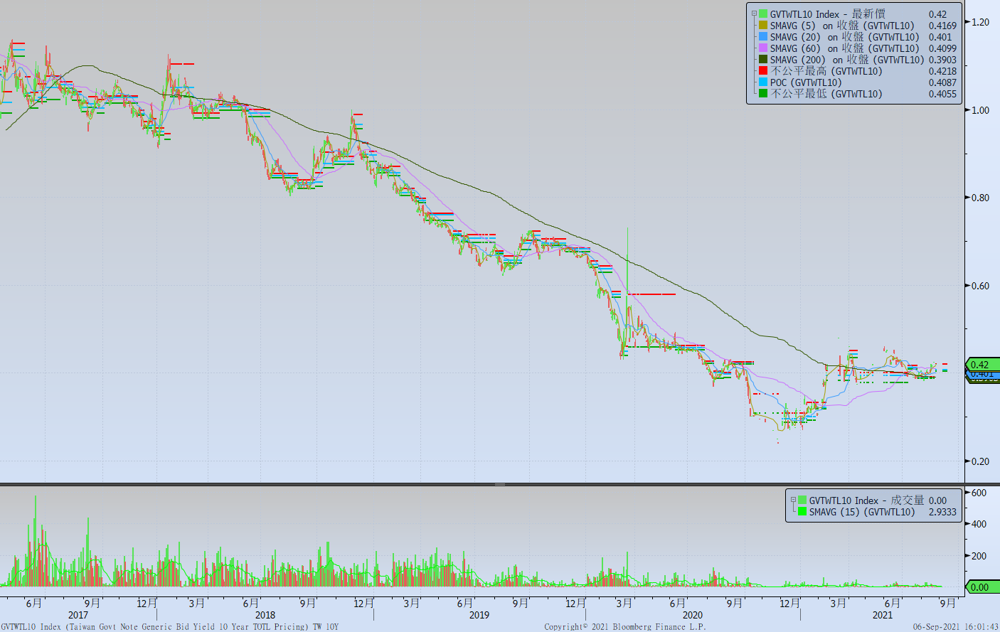 GVTWTL10 Index - 最新價 0.42
SMAVG (5) on 收盤 (GVTWTL10) 0.4169
SMAVG (20) on 收盤 (GVTWTL10) 0.401
SMAVG (60) on 收盤 (GVTWTL10) 0.4099
SMAVG (200) on 收盤 (GVTWTL10) 0.3903
不公平最高 (GVTWTL10) 0.4218
POC (GVTWTL10) 0.4087
不公平最低 (GVTWTL10) 0.4055
1.20
1.00
0.80
0.60
0.42
0.401
0.20
GVTWTL10 Index - 成交量 0.00
SMAVG (15) (GVTWTL10) 2.9333
600
400
200
0.00
6月 9月 12月 3月 6月 9月 12月 3月 6月 9月 12月 3月 6月 9月 12月 3月 6月 9月
2017 2018 2019 2020 2021
GVTWTL10 Index (Taiwan Govt Note Generic Bid Yield 10 Year TOTL Pricing) TW 10Y Copyright© 2021 Bloomberg Finance L.P. 06-Sep-2021 16:01:43